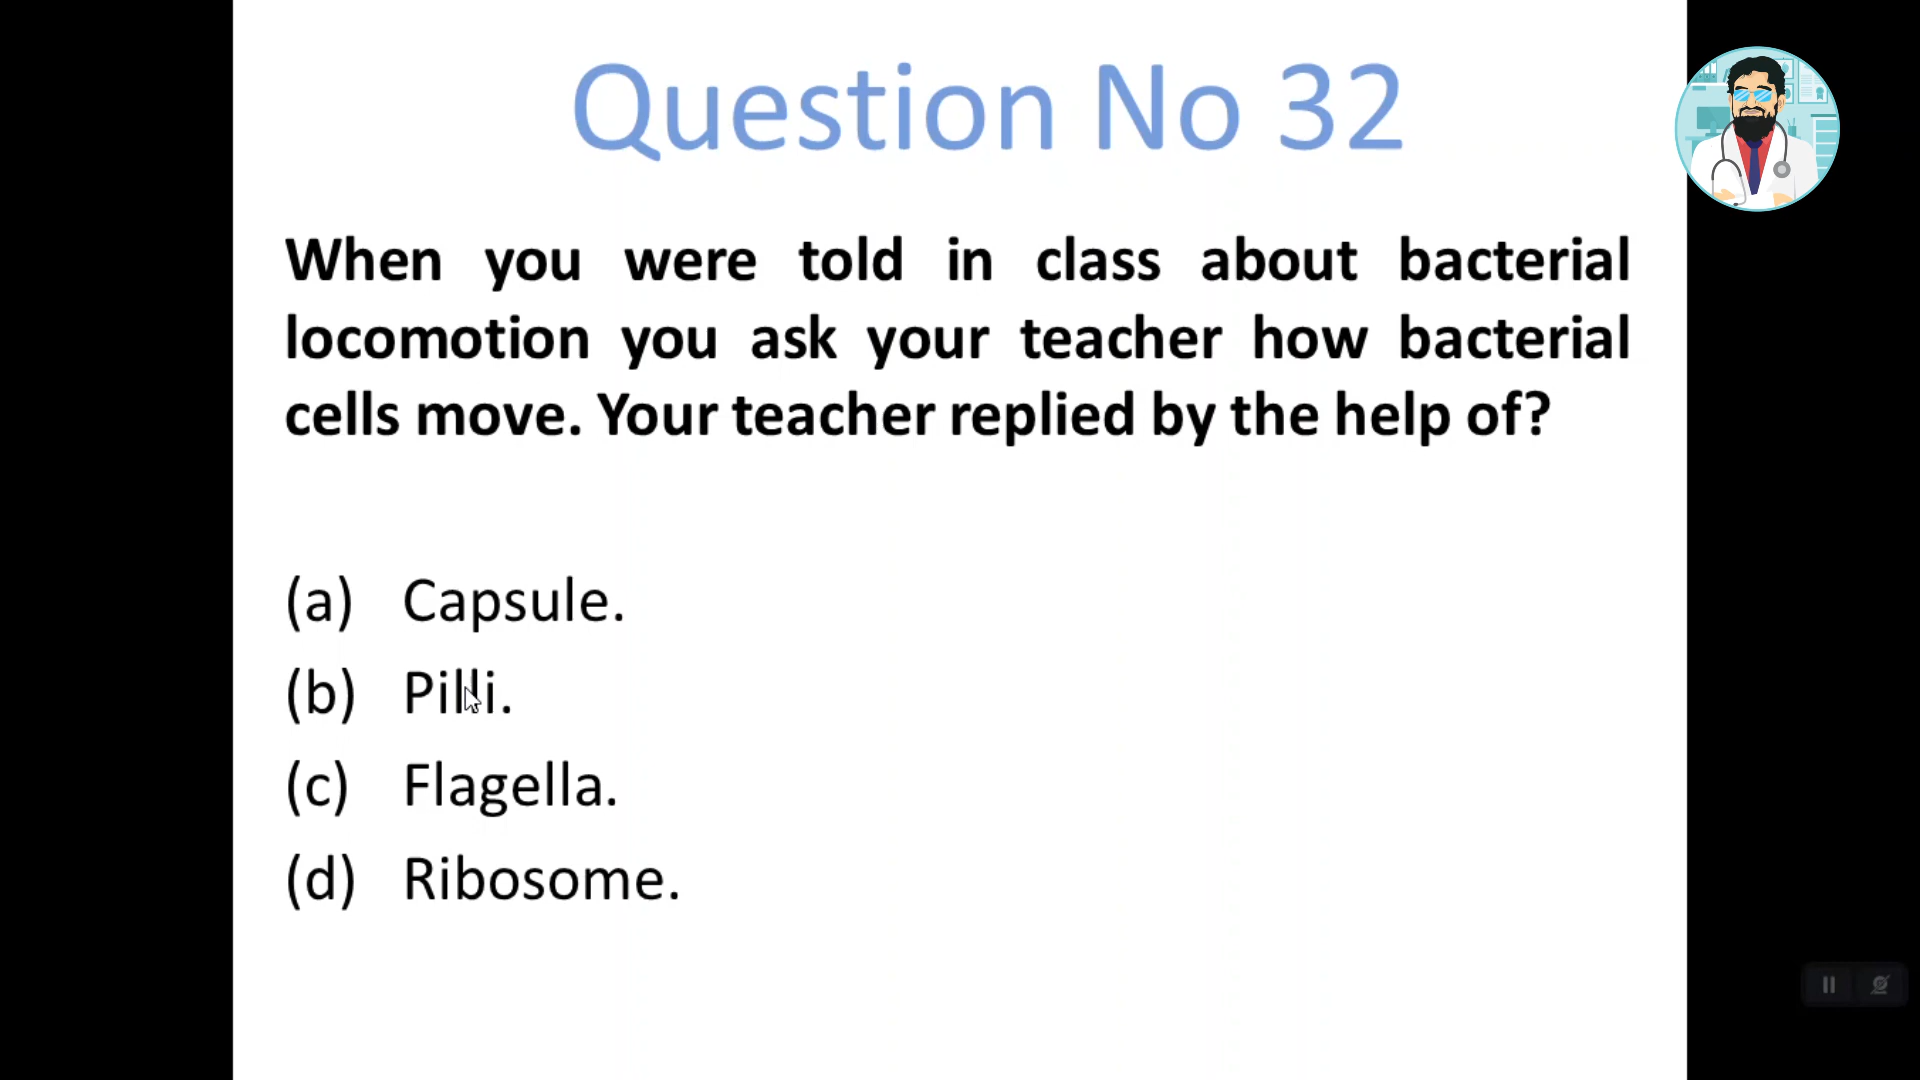 Question No 32
When you were told in class about bacterial
locomotion you ask your teacher how bacterial
cells move. Your teacher replied by the help of?
(a) Capsule.
(b) Pilli.
(c) Flagella.
(d) Ribosome.